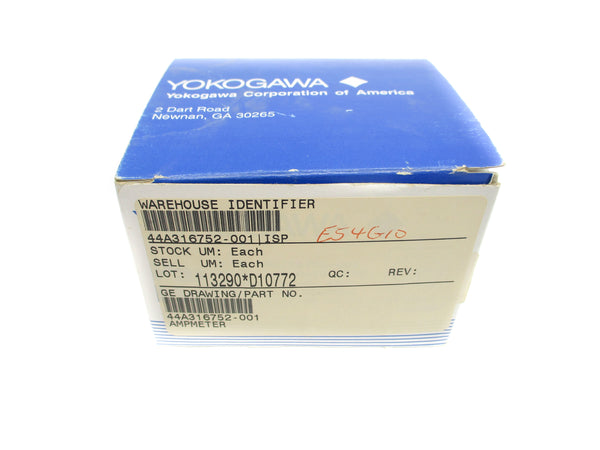 YOKOGAWA
Yokogawa Corporation of America
2 Dart Road
Newnan, GA 30265
WAREHOUSE IDENTIFIER
44A316752-001|ISP E54G10
STOCK UM: Each
SELL UM: Each
LOT: 113290*D10772 QC: REV:
GE DRAWING/PART NO.
44A316752-001
AMPMETER